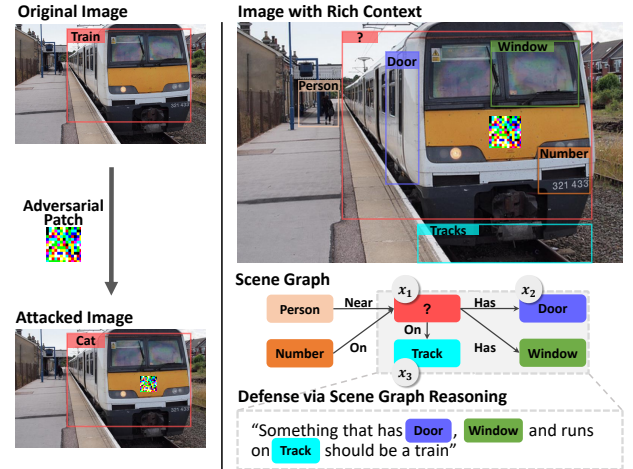 Original Image
Train
321 433
Adversarial
Patch
Attacked Image
Cat
Image with Rich Context
?
Window
Door
Person
Number
321 433
Tracks
Scene Graph
x₁
x₂
Person
Near
?
Has
Door
On
Number
On
Track
Has
Window
x₃
Defense via Scene Graph Reasoning
“Something that has Door , Window and runs
on Track should be a train”